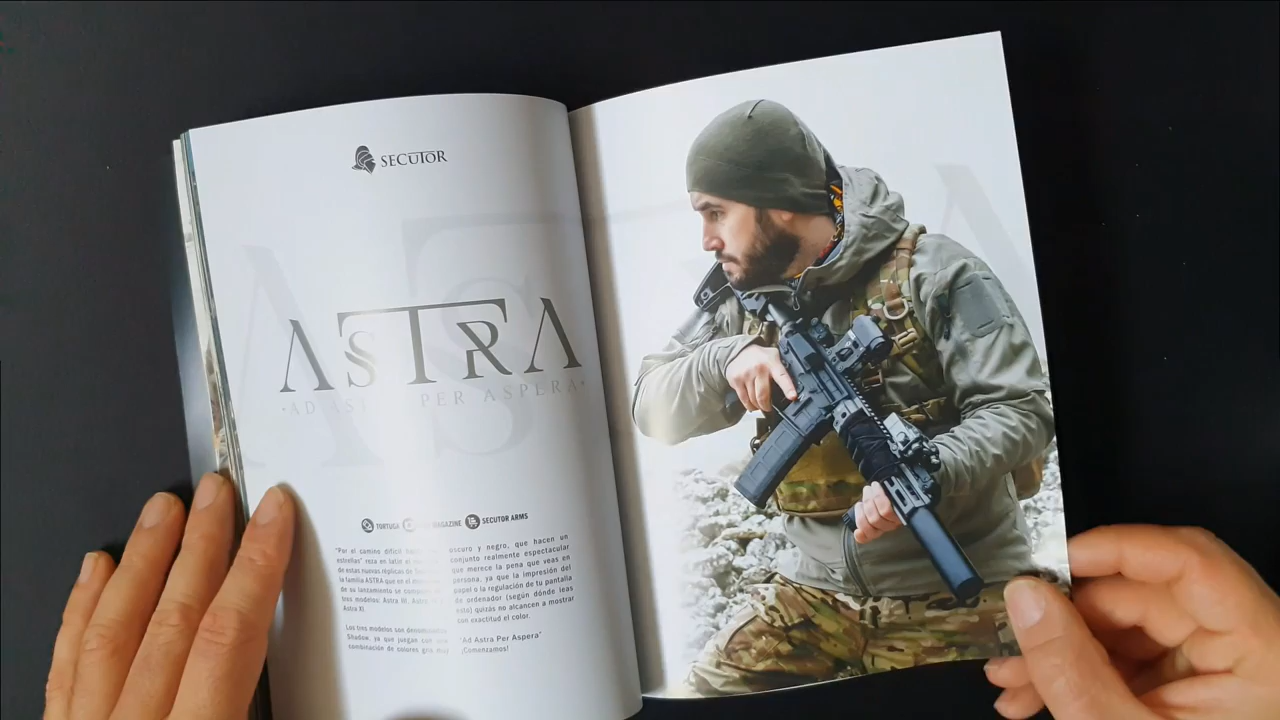 SECUTOR
ASTRA
·AD AS PER ASPERA·
TORTUGA MAGAZINE SECUTOR ARMS
"Por el camino difícil
estrellas" reza en latín el
de estas nuevas réplicas de
la familia ASTRA que en el
de su lanzamiento se
tres modelos: Astra M, Astra
Astra XI.
Los tres modelos son denominados
Shadow, ya que juegan con
combinación de colores gris muy
oscuro y negro, que hacen un
conjunto realmente espectacular
que merece la pena que veas en
persona, ya que la impresión del
papel o la regulación de tu pantalla
de ordenador (según dónde leas
esto) quizás no alcancen a mostrar
con exactitud el color.
"Ad Astra Per Aspera"
¡Comenzamos!